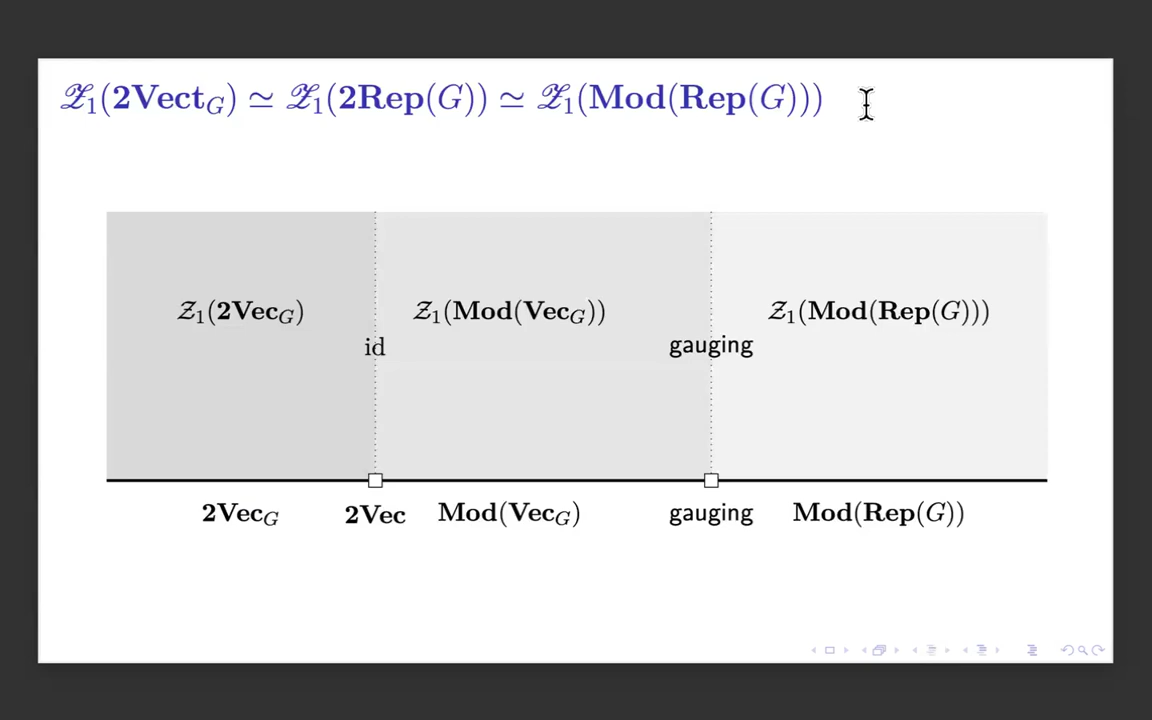 𝒵₁(2Vect_G) ≃ 𝒵₁(2Rep(G)) ≃ 𝒵₁(Mod(Rep(G)))
𝒵₁(2Vec_G) 𝒵₁(Mod(Vec_G)) 𝒵₁(Mod(Rep(G)))
id gauging
2Vec_G 2Vec Mod(Vec_G) gauging Mod(Rep(G))